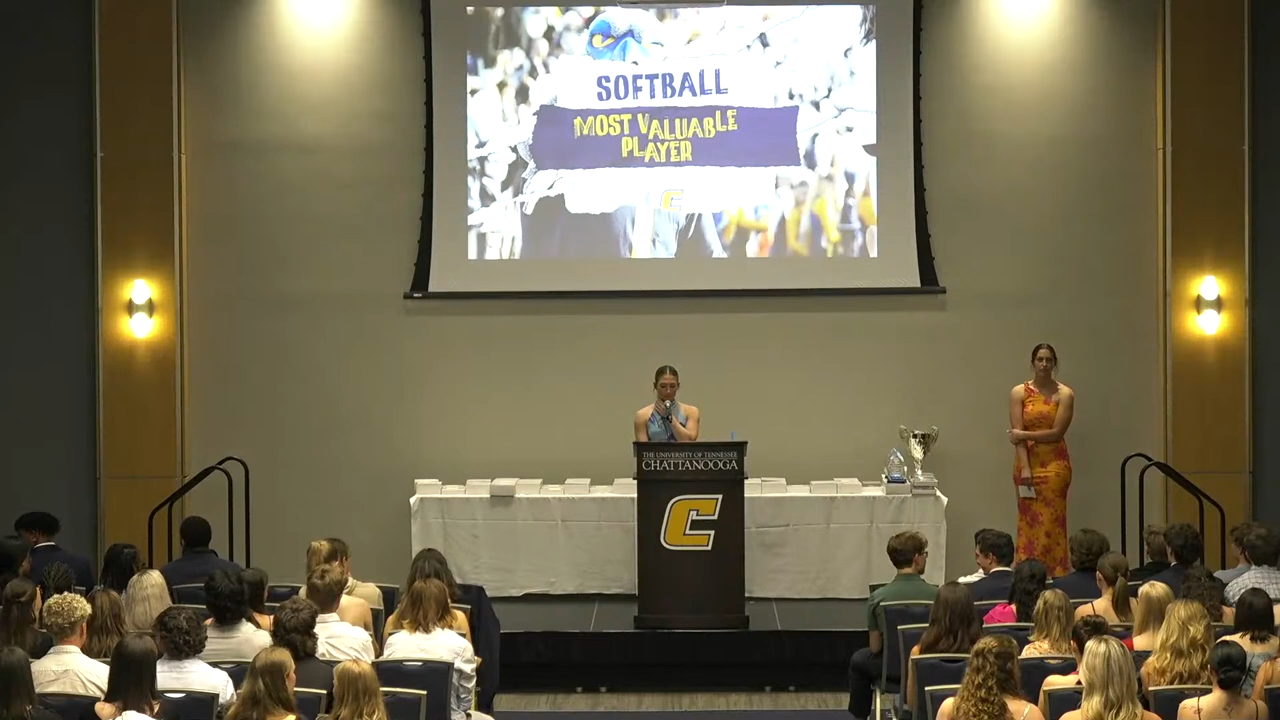 SOFTBALL
MOST VALUABLE
PLAYER
C
THE UNIVERSITY OF TENNESSEE
CHATTANOOGA
C